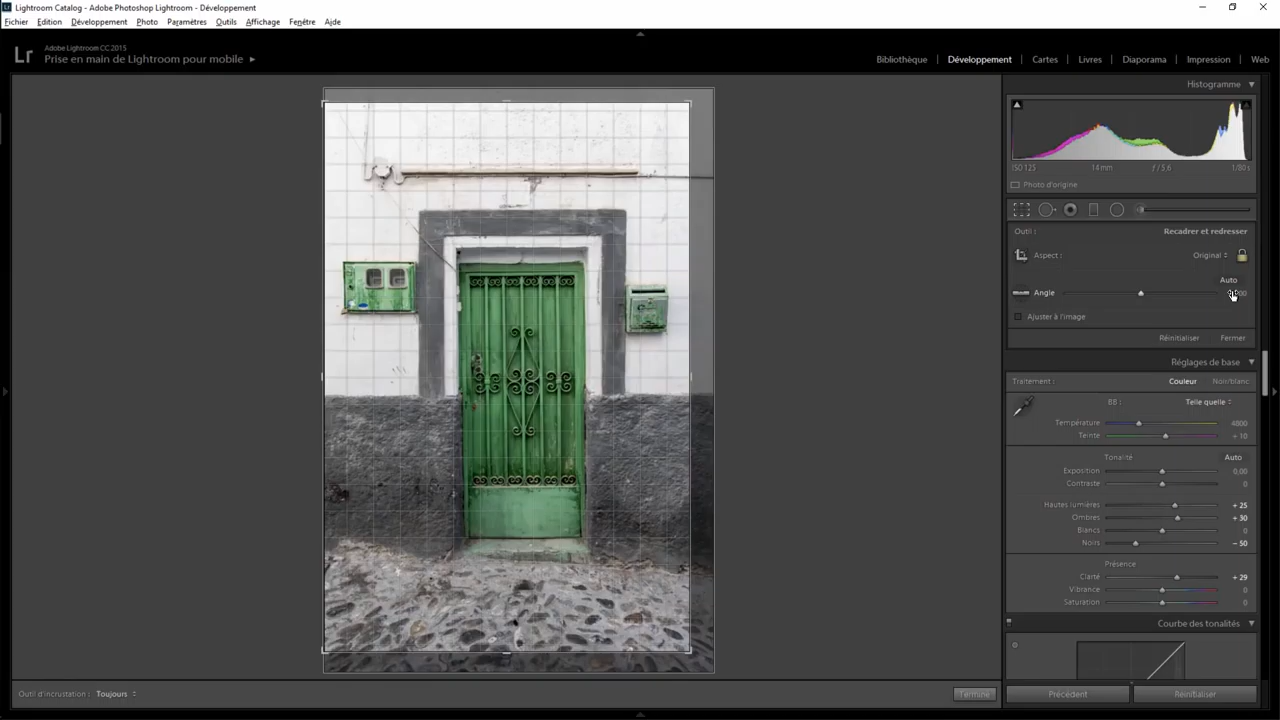 Lightroom Catalog - Adobe Photoshop Lightroom - Développement
Fichier Edition Développement Photo Paramètres Outils Affichage Fenêtre Aide
Lr
Adobe Lightroom CC 2015
Prise en main de Lightroom pour mobile
Bibliothèque Développement Cartes Livres Diaporama Impression Web
Histogramme
ISO 125 14mm ƒ / 5,6 1/80s
Photo d'origine
Outil : Recadrer et redresser
Aspect : Original
Auto
Angle
Ajuster à l'image
Réinitialiser Fermer
Réglages de base
Traitement : Couleur Noir/blanc
BB : Telle quelle
Température 4800
Teinte + 10
Tonalité Auto
Exposition 0,00
Contraste 0
Hautes lumières + 25
Ombres + 30
Blancs 0
Noirs – 50
Présence
Clarté + 29
Vibrance 0
Saturation 0
Courbe des tonalités
Outil d'incrustation : Toujours
Terminé
Précédent Réinitialiser